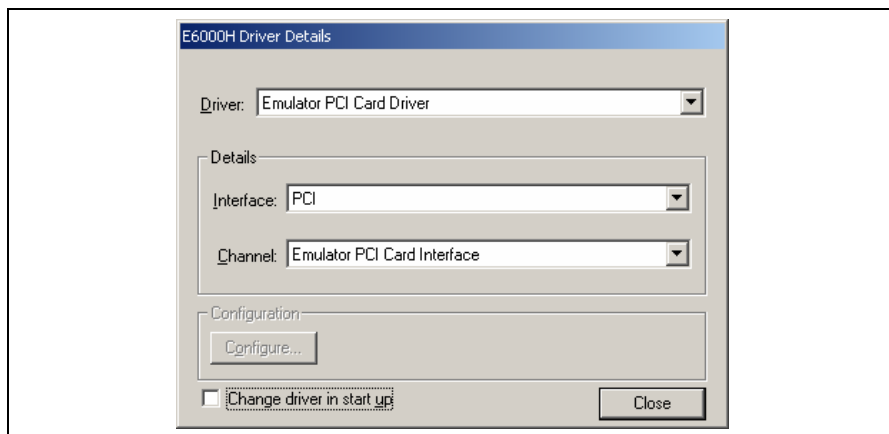 E6000H Driver Details
Driver: Emulator PCI Card Driver
Details
Interface: PCI
Channel: Emulator PCI Card Interface
Configuration
Configure...
Change driver in start up
Close